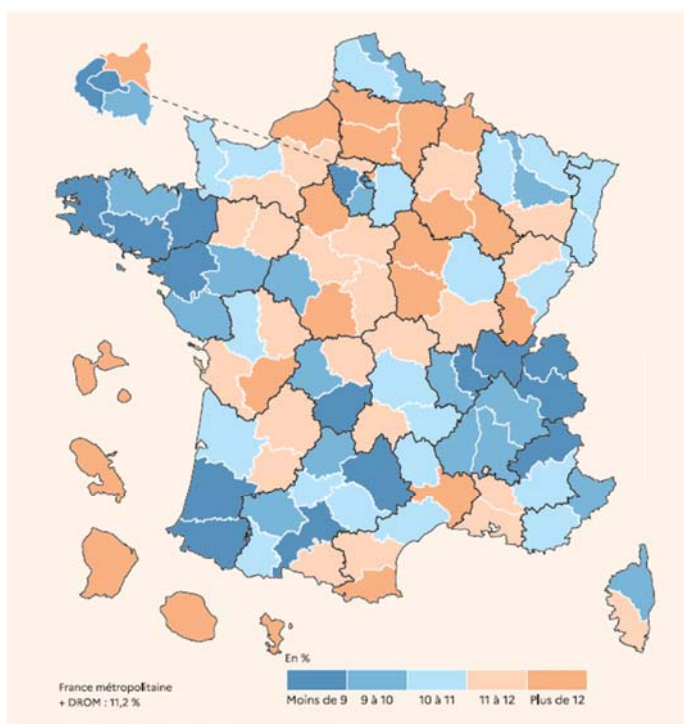 En %
Moins de 9 9 à 10 10 à 11 11 à 12 Plus de 12
France métropolitaine
+ DROM : 11,2 %